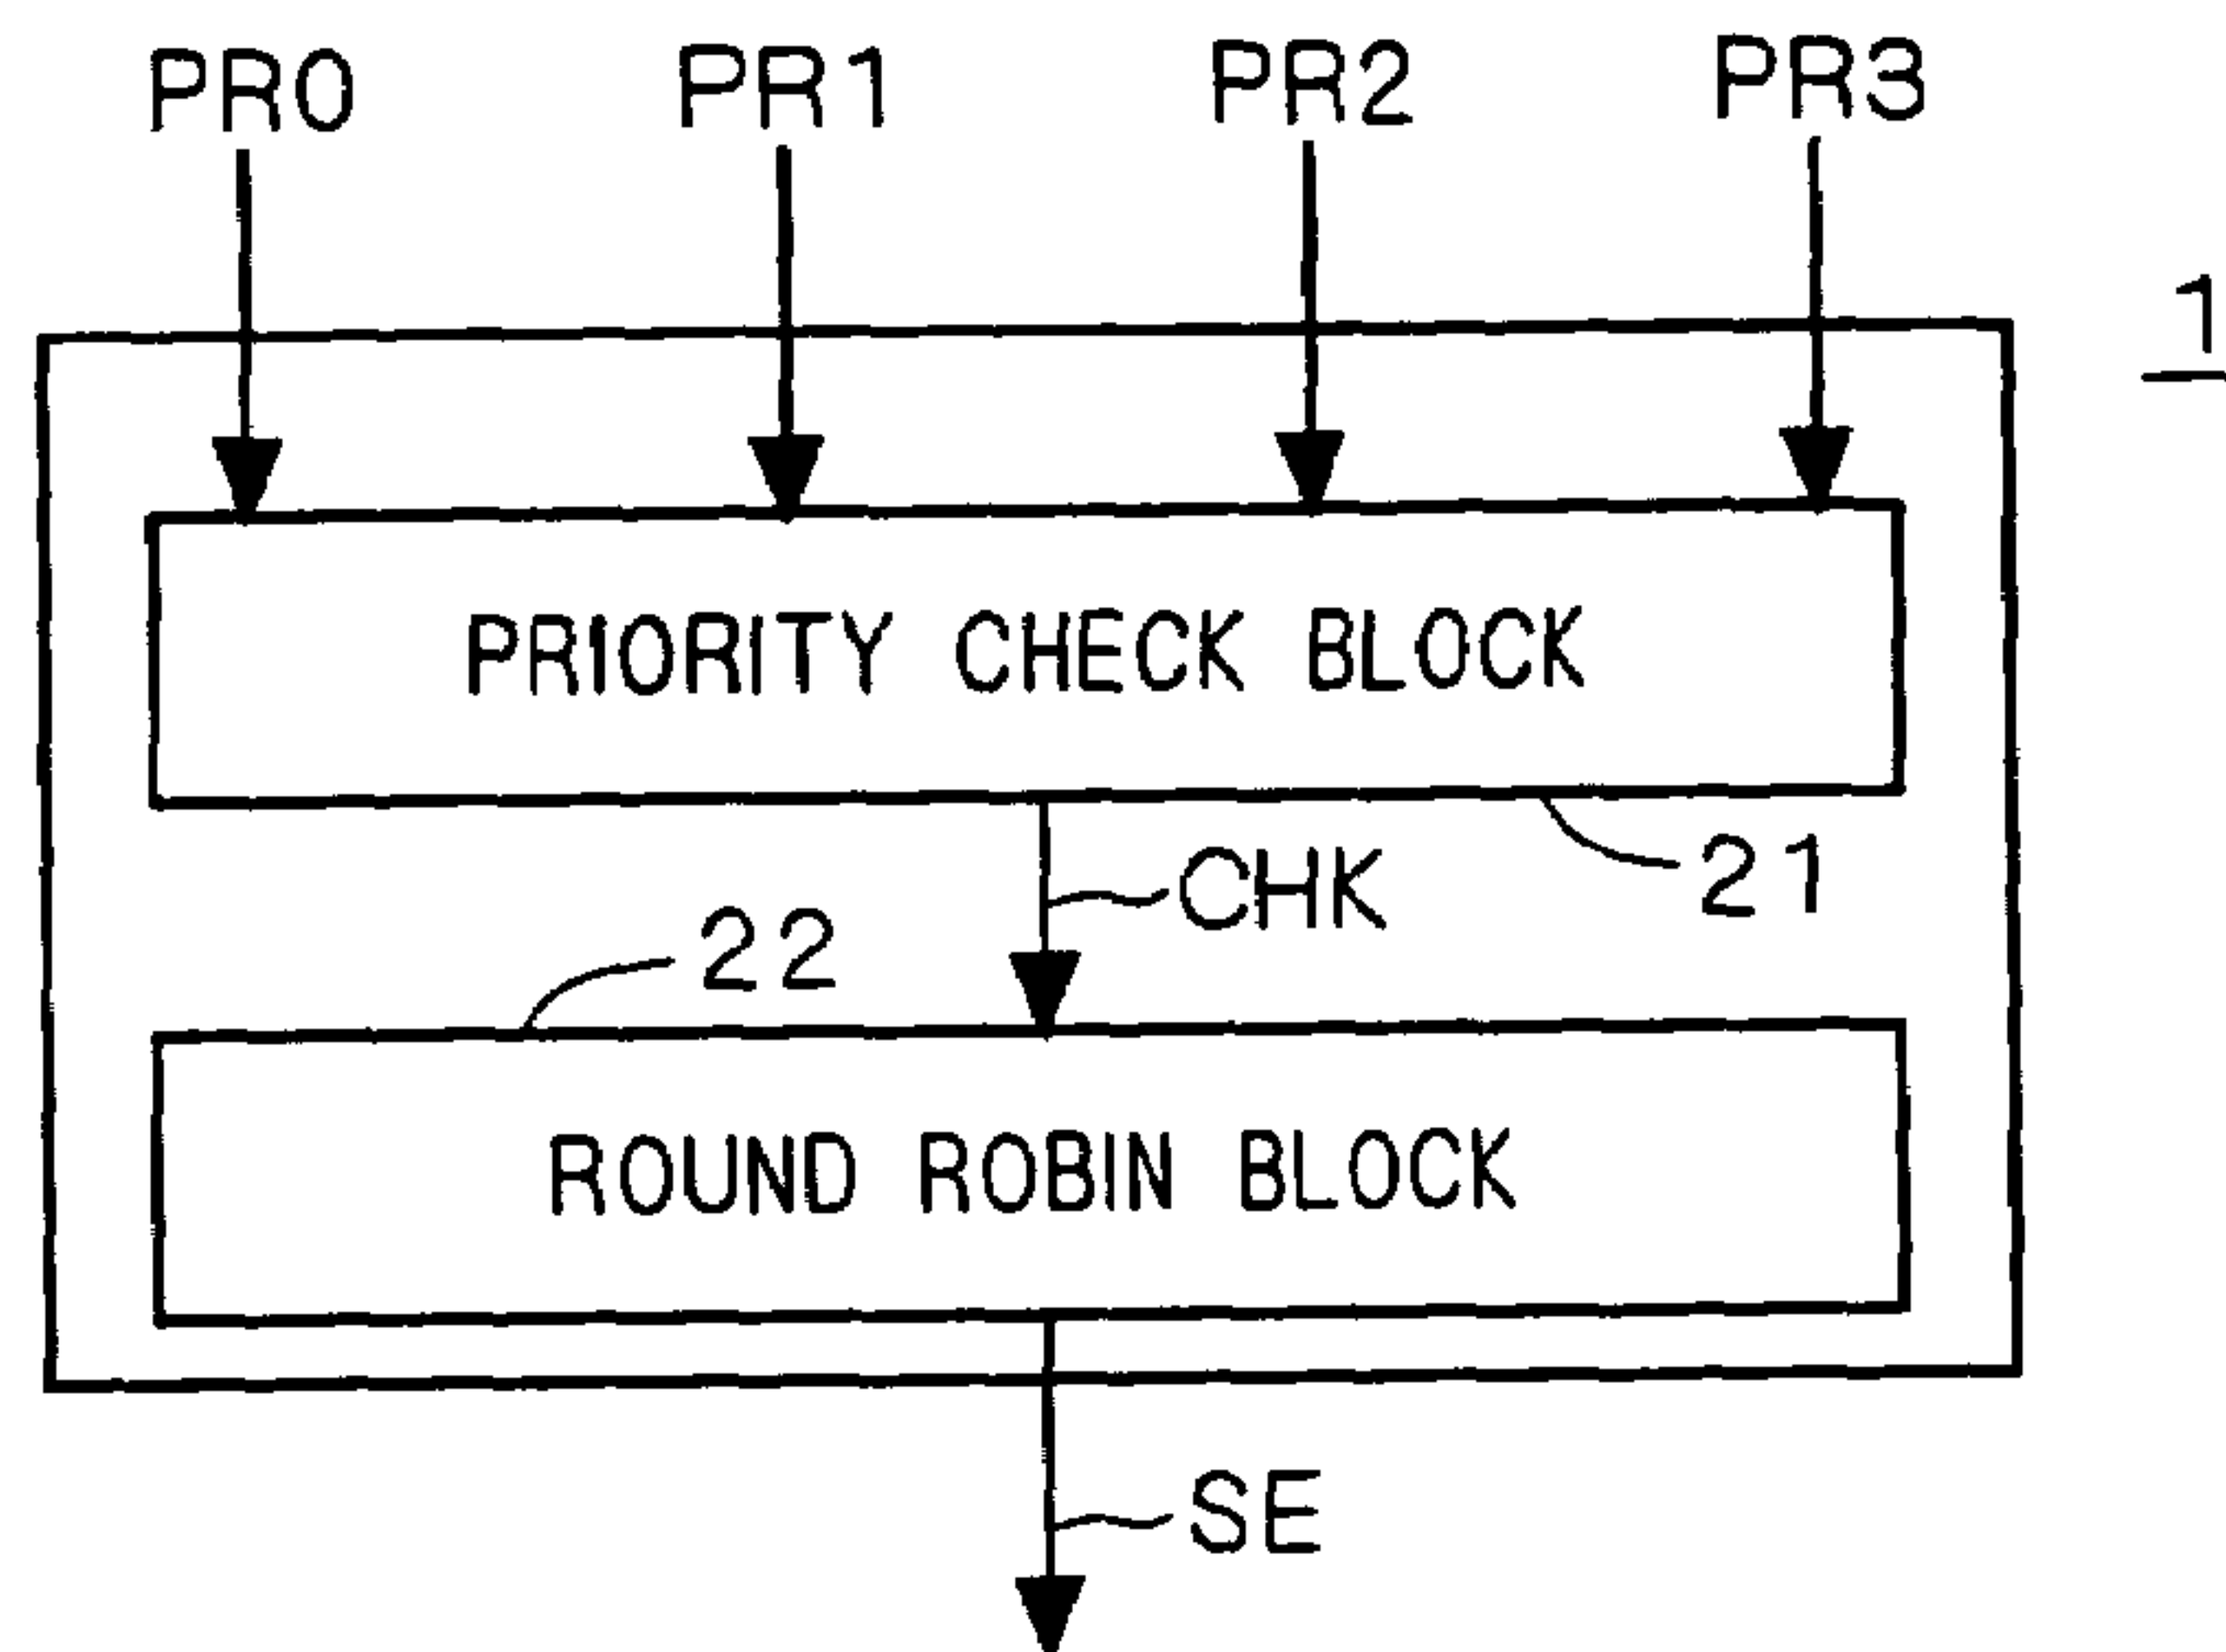 PR0 PR1 PR2 PR3
1
PRIORITY CHECK BLOCK
CHK
21
22
ROUND ROBIN BLOCK
SE